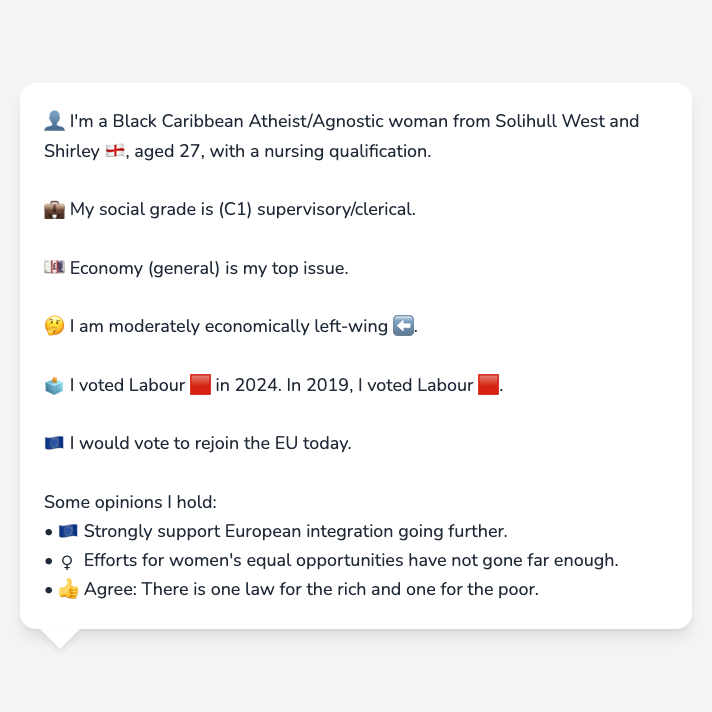 👤 I'm a Black Caribbean Atheist/Agnostic woman from Solihull West and
Shirley 🏴󠁧󠁢󠁥󠁮󠁧󠁿, aged 27, with a nursing qualification.
💼 My social grade is (C1) supervisory/clerical.
💷 Economy (general) is my top issue.
🤔 I am moderately economically left-wing ⬅️.
🗳️ I voted Labour 🟥 in 2024. In 2019, I voted Labour 🟥.
🇪🇺 I would vote to rejoin the EU today.
Some opinions I hold:
• 🇪🇺 Strongly support European integration going further.
• ♀ Efforts for women's equal opportunities have not gone far enough.
• 👍 Agree: There is one law for the rich and one for the poor.